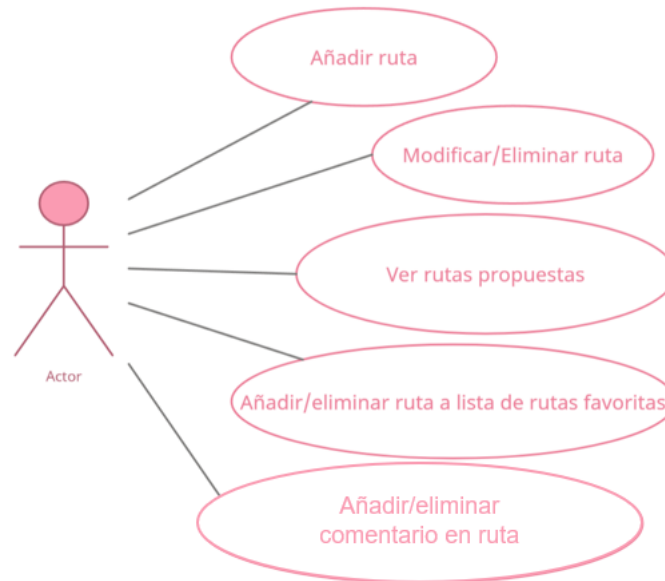 Añadir ruta
Modificar/Eliminar ruta
Ver rutas propuestas
Actor
Añadir/eliminar ruta a lista de rutas favoritas
Añadir/eliminar
comentario en ruta